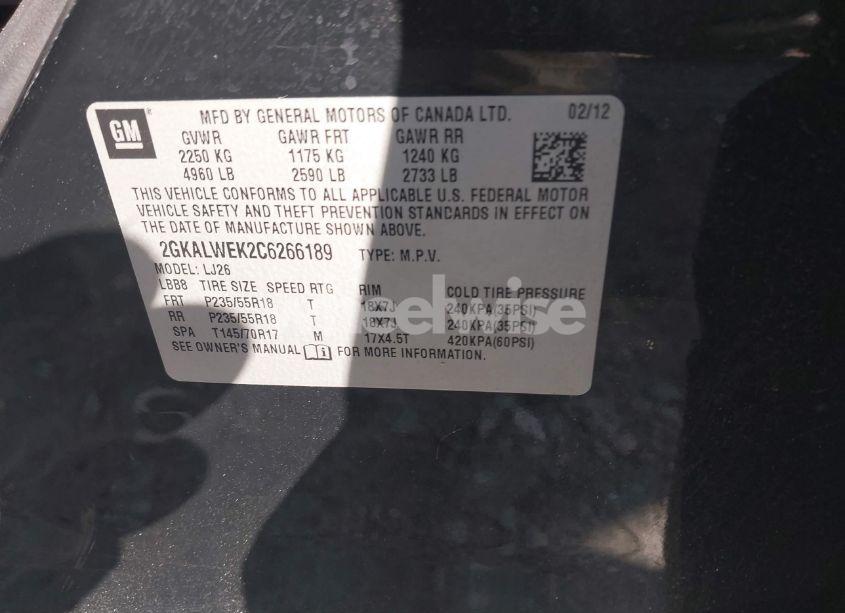 GM ®
MFD BY GENERAL MOTORS OF CANADA LTD. 02/12
GVWR GAWR FRT GAWR RR
2250 KG 1175 KG 1240 KG
4960 LB 2590 LB 2733 LB
THIS VEHICLE CONFORMS TO ALL APPLICABLE U.S. FEDERAL MOTOR
VEHICLE SAFETY AND THEFT PREVENTION STANDARDS IN EFFECT ON
THE DATE OF MANUFACTURE SHOWN ABOVE.
2GKALWEK2C6266189 TYPE: M.P.V.
MODEL: LJ26
LBB8 TIRE SIZE SPEED RTG RIM COLD TIRE PRESSURE
FRT P235/55R18 T 18X7J 240KPA(35PSI)
RR P235/55R18 T 18X7J 240KPA(35PSI)
SPA T145/70R17 M 17X4.5T 420KPA(60PSI)
SEE OWNER'S MANUAL FOR MORE INFORMATION.